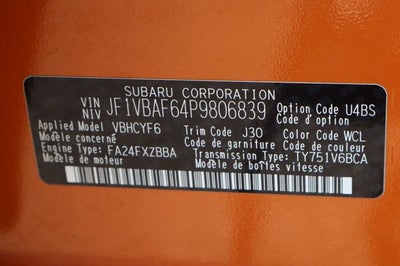 SUBARU CORPORATION
VIN
NIV JF1VBAF64P9806839 Option Code U4BS
Code d'option
Applied Model VBHCYF6 Trim Code J30 Color Code WCL
Modèle du moteur Code de garniture Code de couleur
Engine Type: FA24FXZBBA Transmission Type: TY751V6BCA
Modèle de moteur Modèle de boîtes vitesse